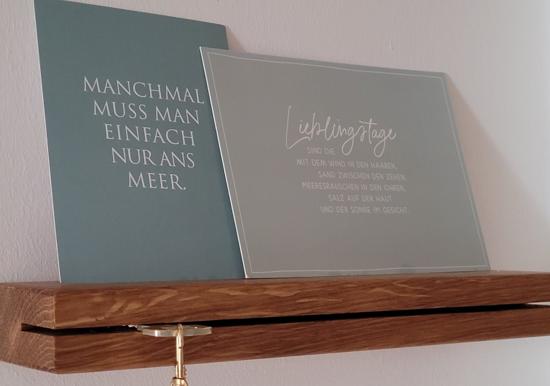 MANCHMAL
MUSS MAN
EINFACH
NUR ANS
MEER.
Lieblingstage
SIND DIE
MIT DEM WIND IN DEN HAAREN,
SAND ZWISCHEN DEN ZEHEN,
MEERESRAUSCHEN IN DEN OHREN,
SALZ AUF DER HAUT
UND DER SONNE IM GESICHT.